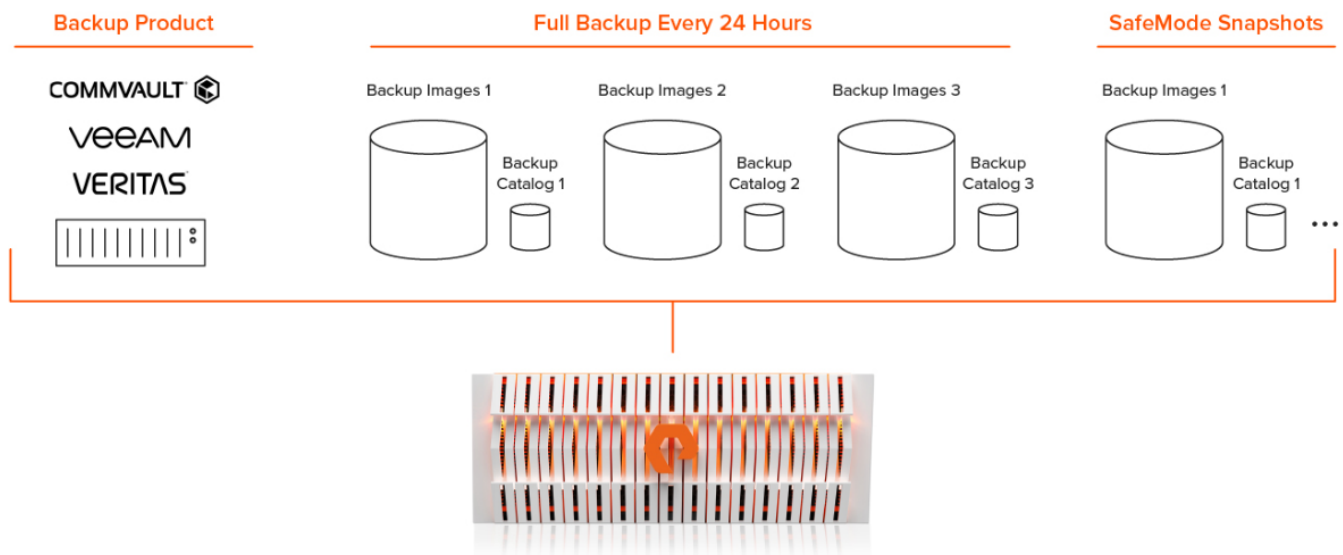 Backup Product
Full Backup Every 24 Hours
SafeMode Snapshots
COMMVAULT
veeAM
VERITAS
Backup Images 1
Backup
Catalog 1
Backup Images 2
Backup
Catalog 2
Backup Images 3
Backup
Catalog 3
Backup Images 1
Backup
Catalog 1
...